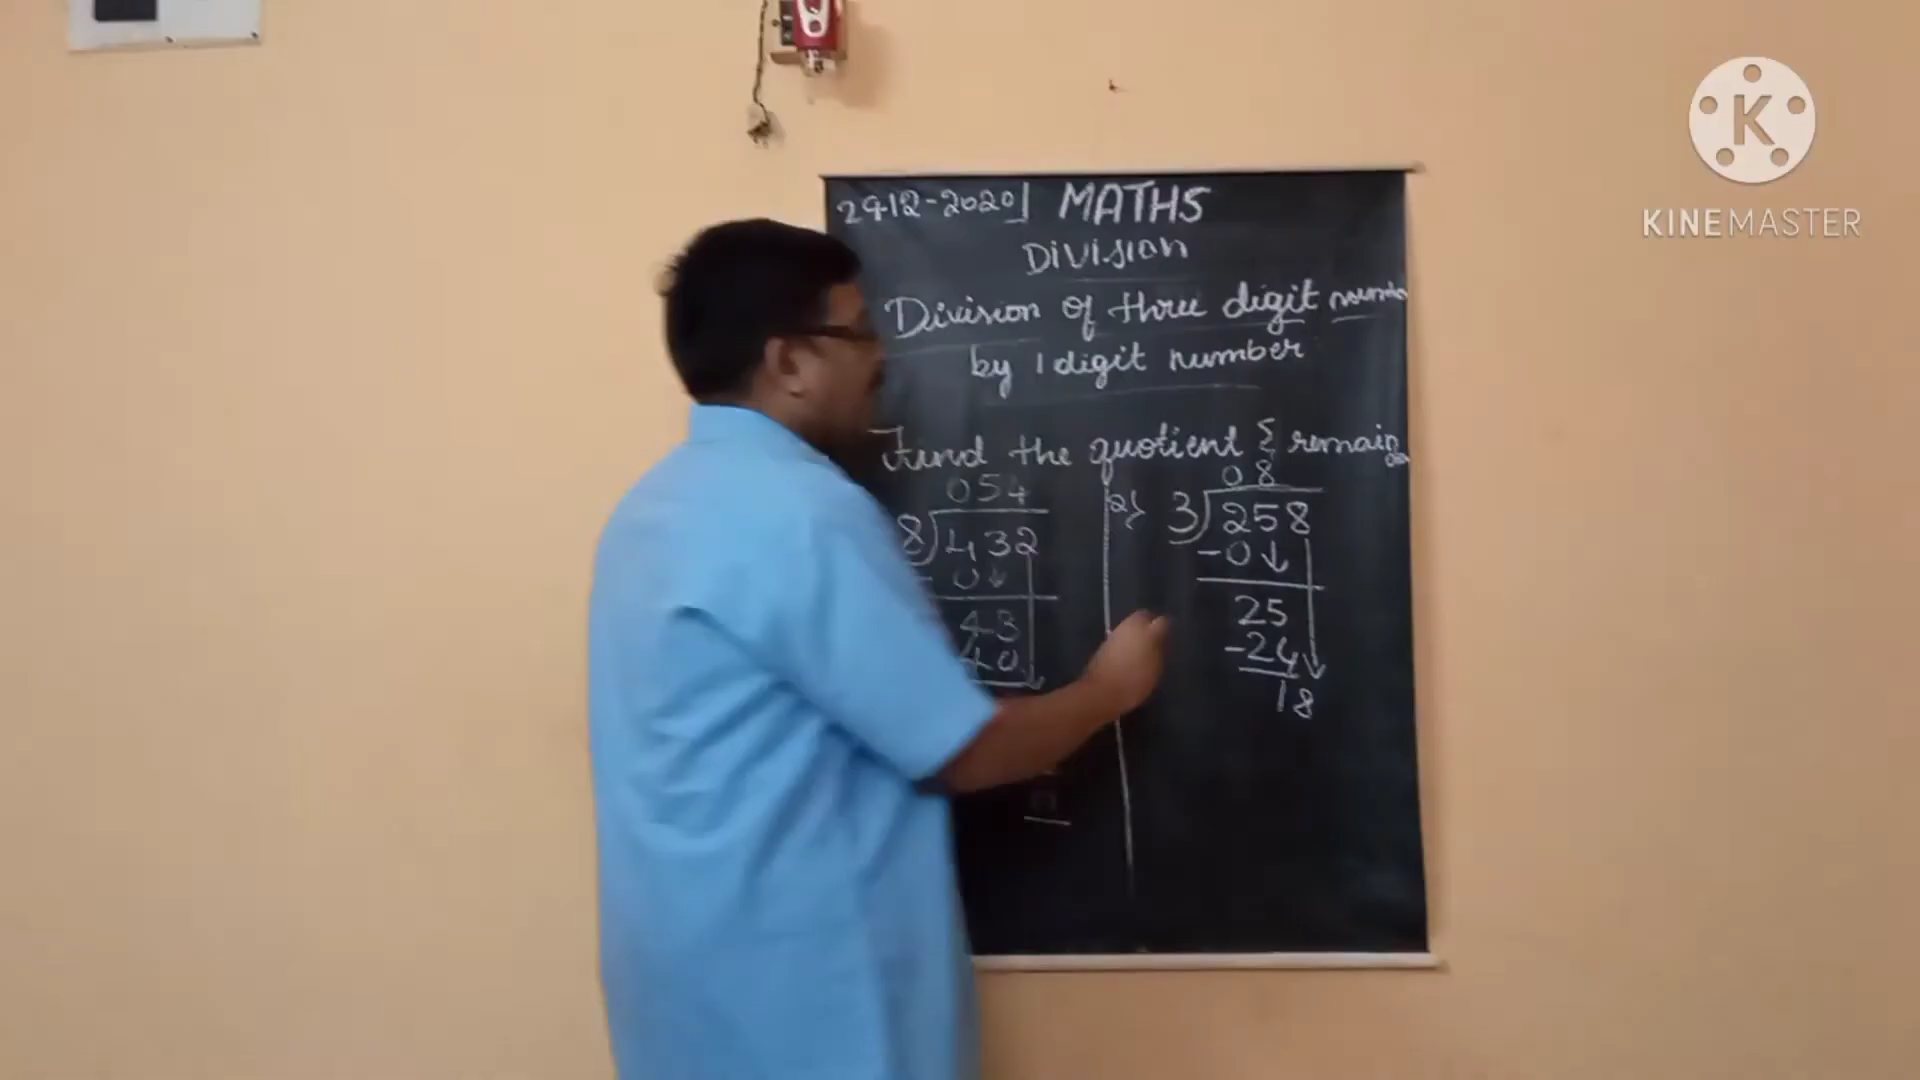 29-12-2020 MATHS
DiViSion
Division of three digit numb
by 1 digit number
Find the quotient & remain
054
8)432
- 0↓
43
40
2) 08
3)258
-0↓
25
-24
18
K
KINEMASTER